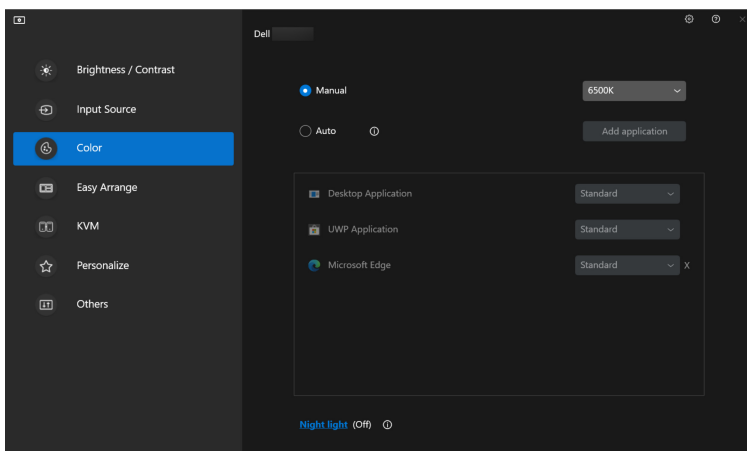 Dell
Brightness / Contrast
Input Source
Color
Easy Arrange
KVM
Personalize
Others
Manual 6500K
Auto Add application
Desktop Application Standard
UWP Application Standard
Microsoft Edge Standard X
Night light (Off)